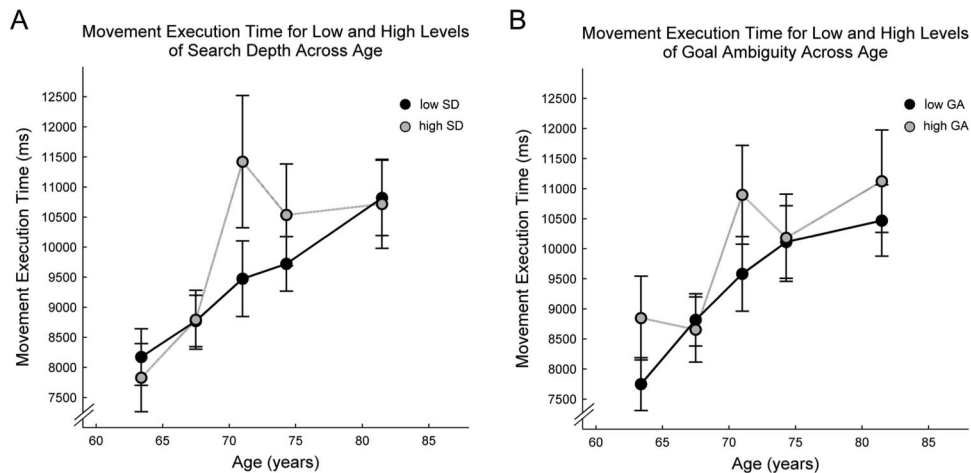 A
Movement Execution Time for Low and High Levels
of Search Depth Across Age
12500
12000
11500
11000
10500
10000
9500
9000
8500
8000
7500
Movement Execution Time (ms)
low SD
high SD
60 65 70 75 80 85
Age (years)
B
Movement Execution Time for Low and High Levels
of Goal Ambiguity Across Age
12500
12000
11500
11000
10500
10000
9500
9000
8500
8000
7500
Movement Execution Time (ms)
low GA
high GA
60 65 70 75 80 85
Age (years)